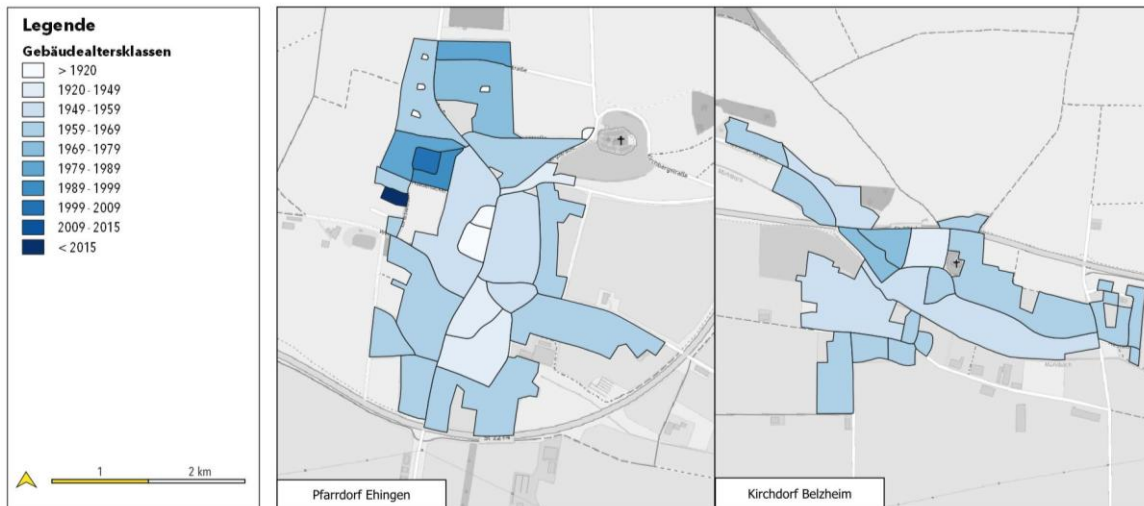 Legende
Gebäudealtersklassen
> 1920
1920 - 1949
1949 - 1959
1959 - 1969
1969 - 1979
1979 - 1989
1989 - 1999
1999 - 2009
2009 - 2015
< 2015
1
2 km
Pfarrdorf Ehingen
Kirchdorf Belzheim